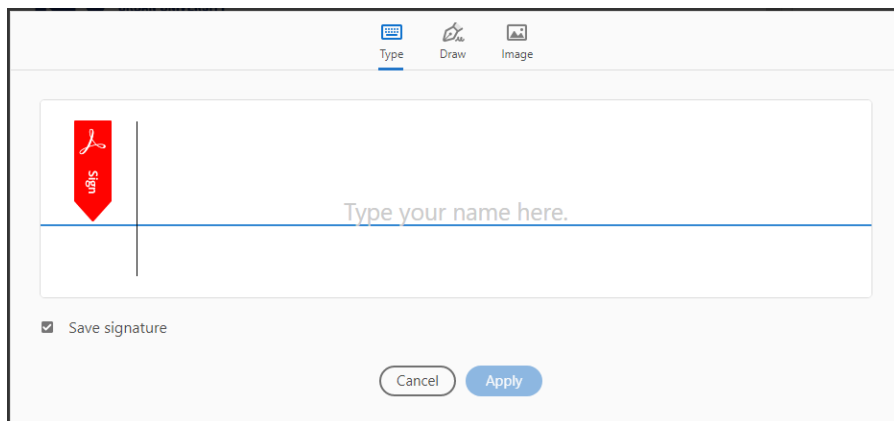 Type Draw Image
Sign
Type your name here.
Save signature
Cancel Apply